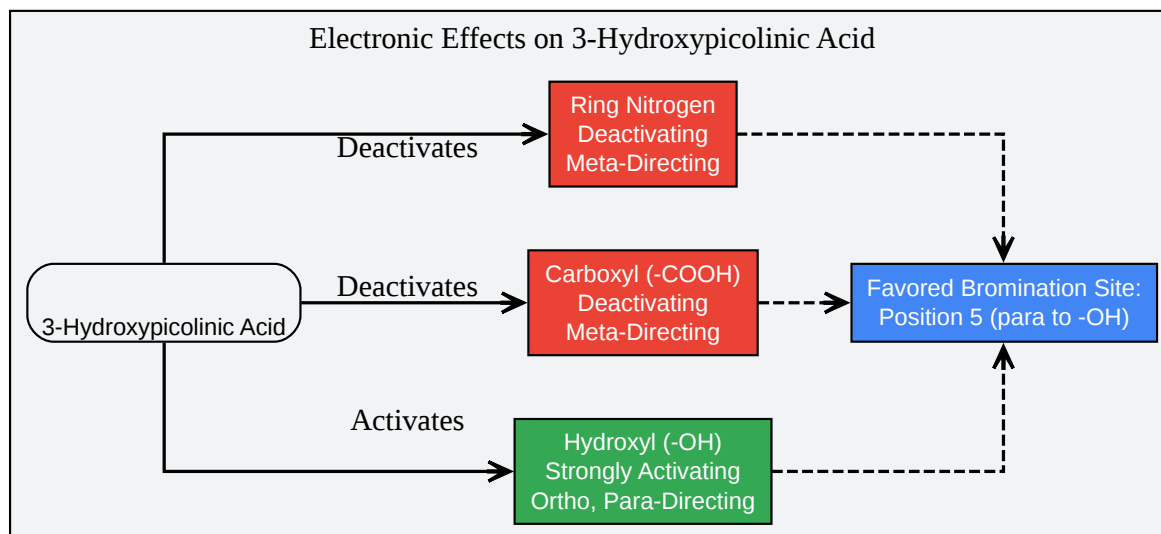 Electronic Effects on 3-Hydroxypicolinic Acid
Ring Nitrogen
Deactivating
Meta-Directing
Deactivates
Carboxyl (-COOH)
Deactivating
Meta-Directing
Deactivates
Favored Bromination Site:
Position 5 (para to -OH)
3-Hydroxypicolinic Acid
Activates
Hydroxyl (-OH)
Strongly Activating
Ortho, Para-Directing